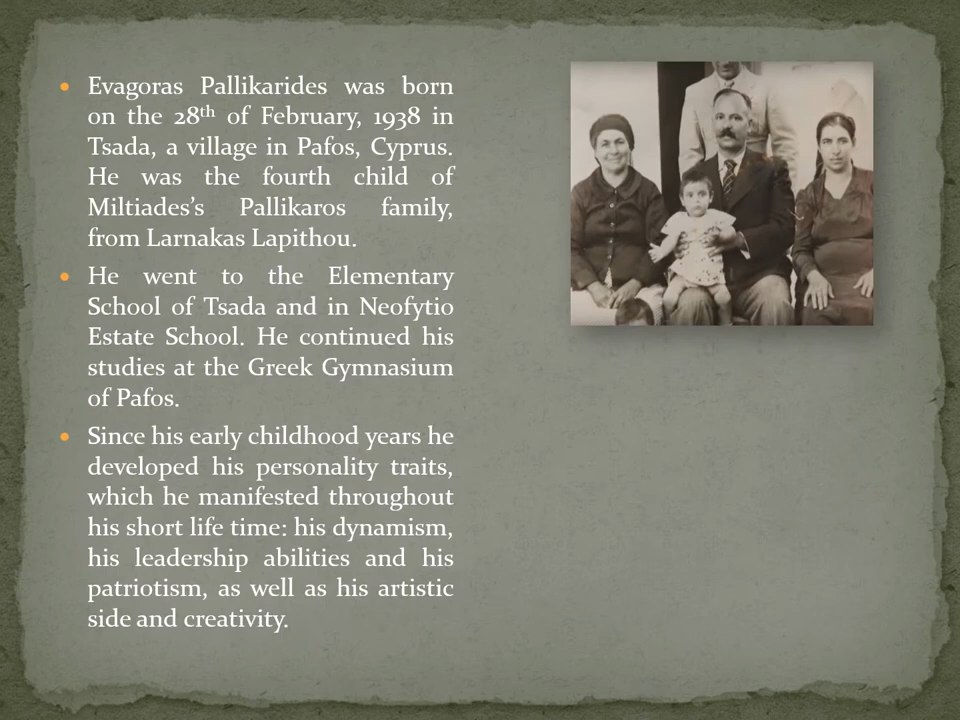 Evagoras Pallikarides was born
on the 28th of February, 1938 in
Tsada, a village in Pafos, Cyprus.
He was the fourth child of
Miltiades’s Pallikaros family,
from Larnakas Lapithou.
He went to the Elementary
School of Tsada and in Neofytio
Estate School. He continued his
studies at the Greek Gymnasium
of Pafos.
Since his early childhood years he
developed his personality traits,
which he manifested throughout
his short life time: his dynamism,
his leadership abilities and his
patriotism, as well as his artistic
side and creativity.